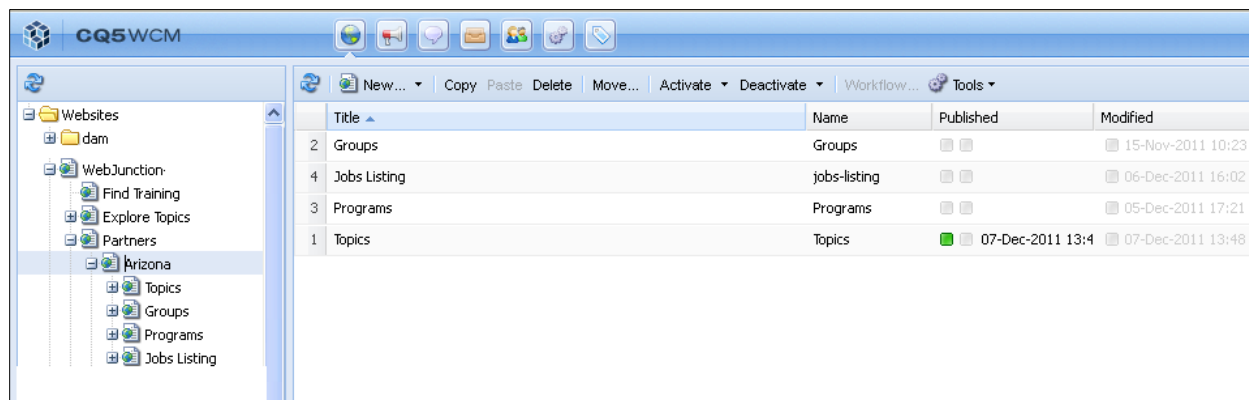 CQ5WCM
New... Copy Paste Delete Move... Activate Deactivate Workflow... Tools
Websites
dam
WebJunction
Find Training
Explore Topics
Partners
Arizona
Topics
Groups
Programs
Jobs Listing
Title Name Published Modified
2 Groups Groups 15-Nov-2011 10:23
4 Jobs Listing jobs-listing 06-Dec-2011 16:02
3 Programs Programs 05-Dec-2011 17:21
1 Topics Topics 07-Dec-2011 13:4 07-Dec-2011 13:48